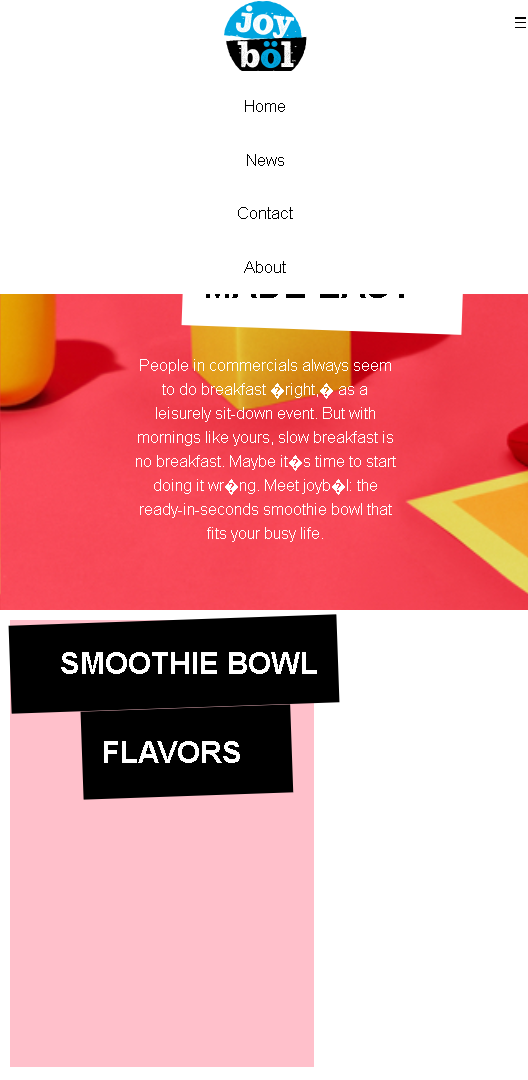 joy
böl
Home
News
Contact
About
MADE EASY
People in commercials always seem
to do breakfast �right,� as a
leisurely sit-down event. But with
mornings like yours, slow breakfast is
no breakfast. Maybe it�s time to start
doing it wr�ng. Meet joyb�l: the
ready-in-seconds smoothie bowl that
fits your busy life.
SMOOTHIE BOWL
FLAVORS